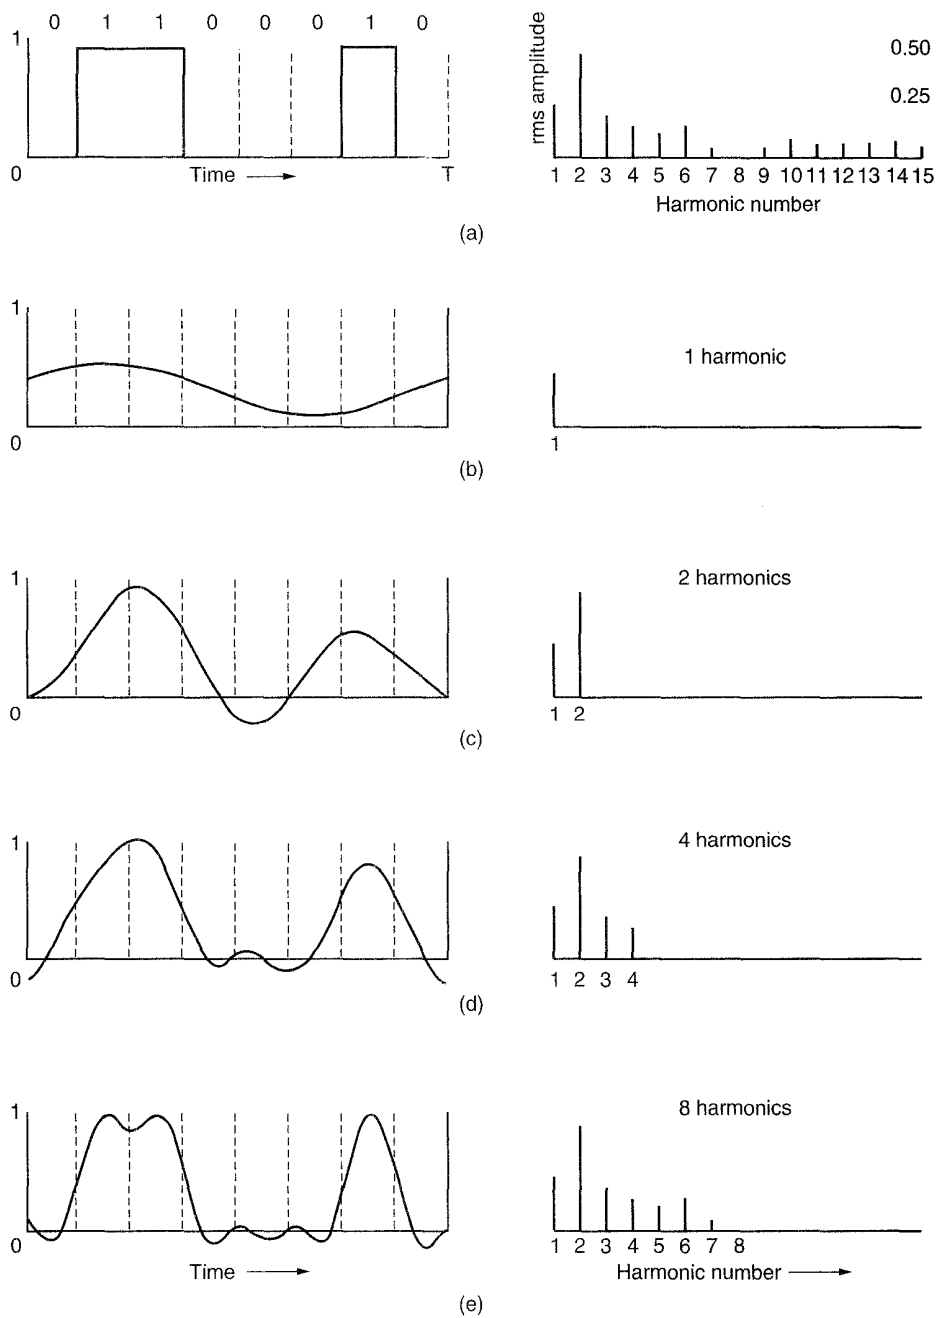 0 1 1 0 0 0 1 0
1
0
Time
T
rms amplitude
0.50
0.25
1 2 3 4 5 6 7 8 9 10 11 12 13 14 15
Harmonic number
(a)
1
0
1 harmonic
1
(b)
1
0
2 harmonics
1 2
(c)
1
0
4 harmonics
1 2 3 4
(d)
1
0
Time
8 harmonics
1 2 3 4 5 6 7 8
Harmonic number
(e)